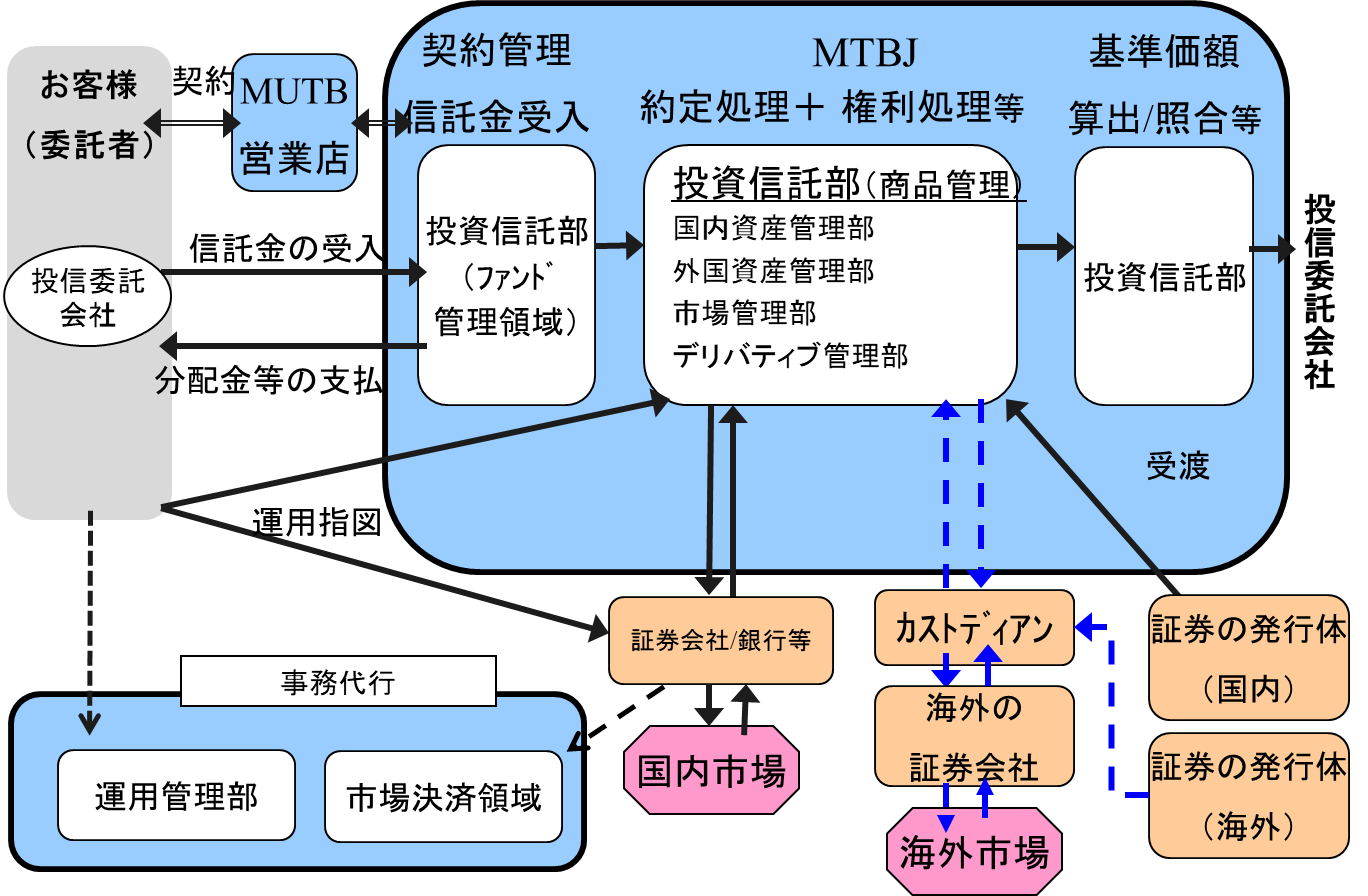 お客様
（委託者）
契約
MUTB
営業店
契約管理
信託金受入
MTBJ
約定処理＋ 権利処理等
基準価額
算出/照合等
投信委託
会社
信託金の受入
分配金等の支払
投資信託部
（ﾌｧﾝﾄﾞ
管理領域）
投資信託部（商品管理）
国内資産管理部
外国資産管理部
市場管理部
デリバティブ管理部
投資信託部
投信委託会社
受渡
運用指図
証券会社/銀行等
ｶｽﾄﾃﾞｨｱﾝ
証券の発行体
（国内）
事務代行
海外の
証券会社
証券の発行体
（海外）
運用管理部
市場決済領域
国内市場
海外市場